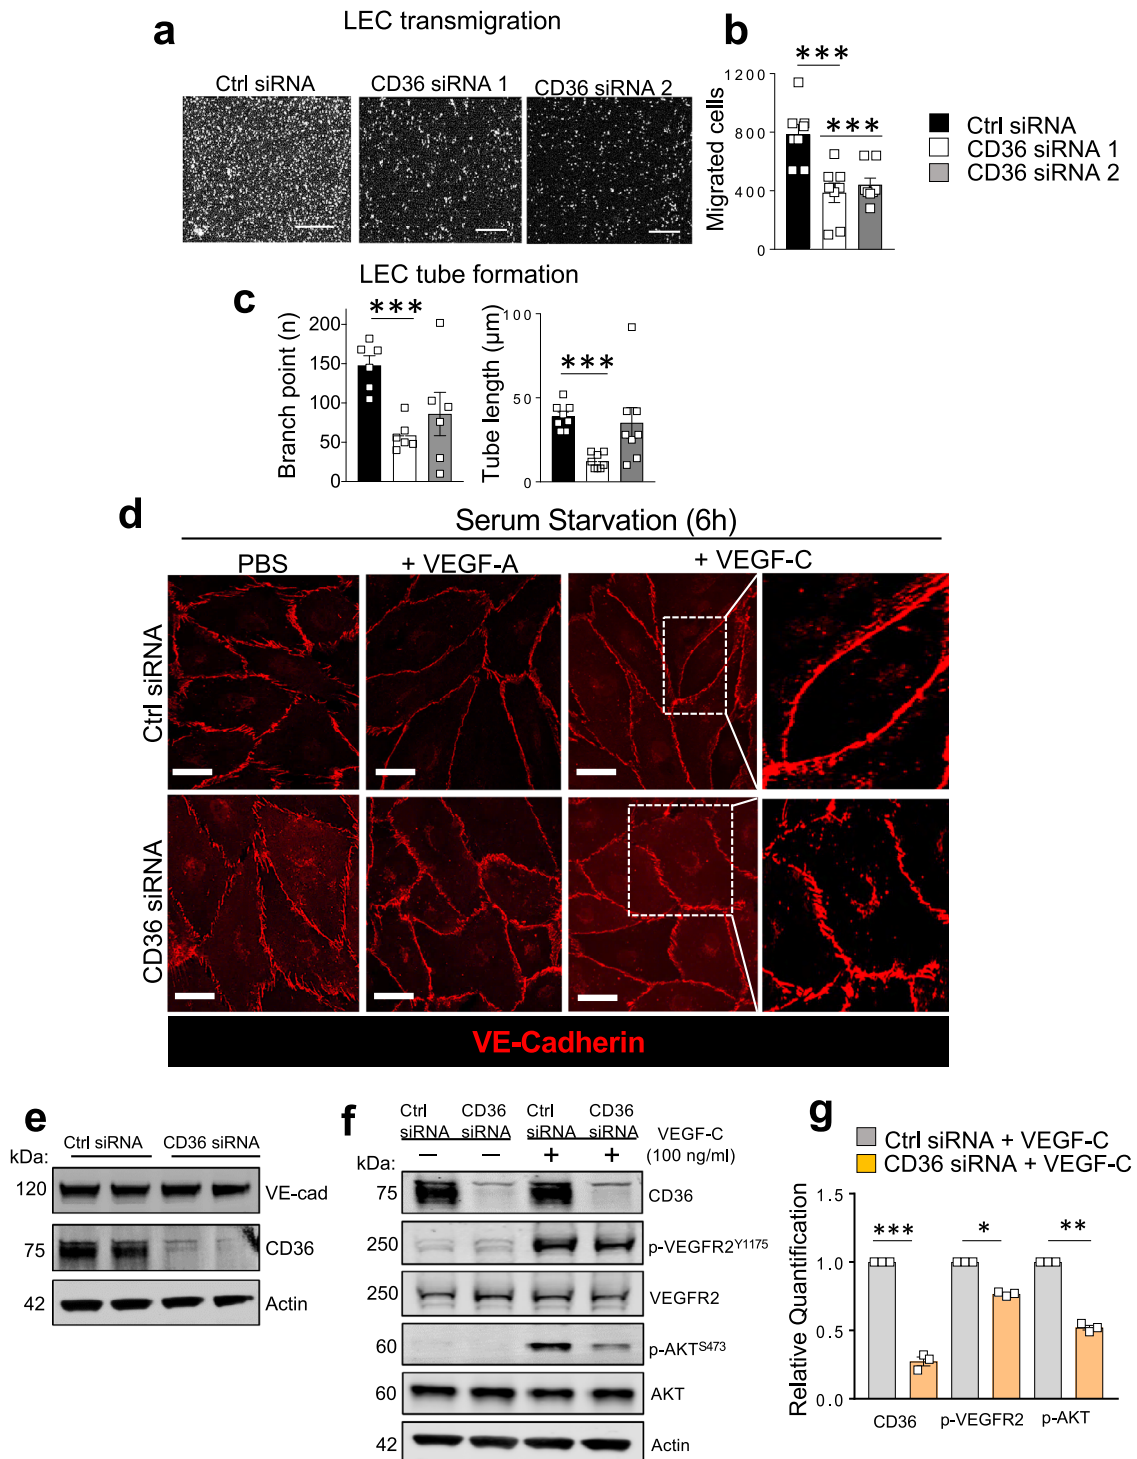 a
LEC transmigration
Ctrl siRNA
CD36 siRNA 1
CD36 siRNA 2
b
***
***
Migrated cells
1200
800
400
0
Ctrl siRNA
CD36 siRNA 1
CD36 siRNA 2
LEC tube formation
c
***
Branch point (n)
200
150
100
50
0
***
Tube length (μm)
100
50
0
d
Serum Starvation (6h)
PBS
+ VEGF-A
+ VEGF-C
Ctrl siRNA
CD36 siRNA
VE-Cadherin
e
Ctrl siRNA
CD36 siRNA
kDa:
120
VE-cad
75
CD36
42
Actin
f
Ctrl siRNA
CD36 siRNA
Ctrl siRNA
CD36 siRNA
VEGF-C
(100 ng/ml)
kDa:
− − + +
75
CD36
250
p-VEGFR2Y1175
250
VEGFR2
60
p-AKTS473
60
AKT
42
Actin
g
Ctrl siRNA + VEGF-C
CD36 siRNA + VEGF-C
Relative Quantification
1.5
1.0
0.5
0.0
***
*
**
CD36
p-VEGFR2
p-AKT